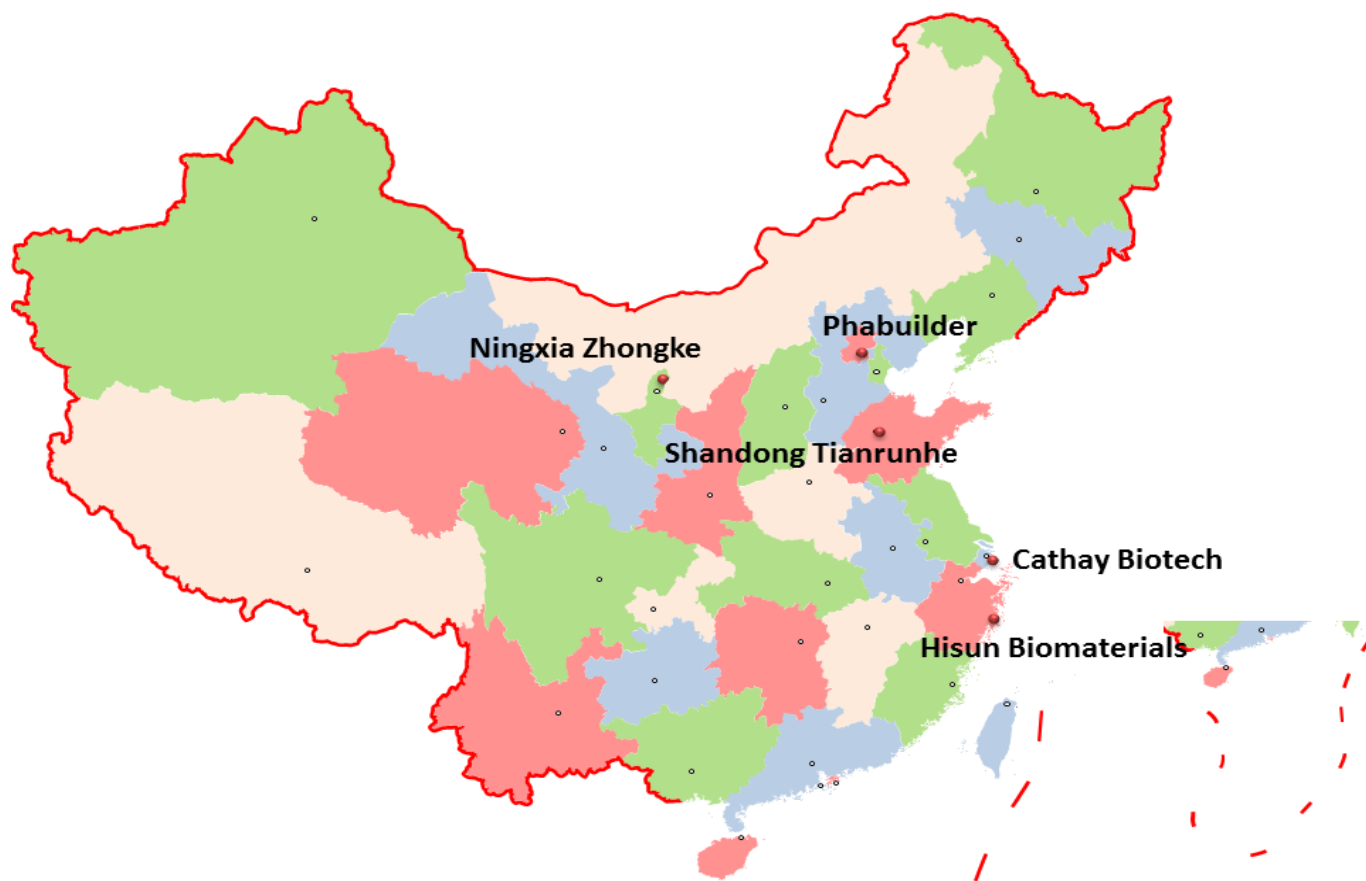 Phabuilder
Ningxia Zhongke
Shandong Tianrunhe
Cathay Biotech
Hisun Biomaterials